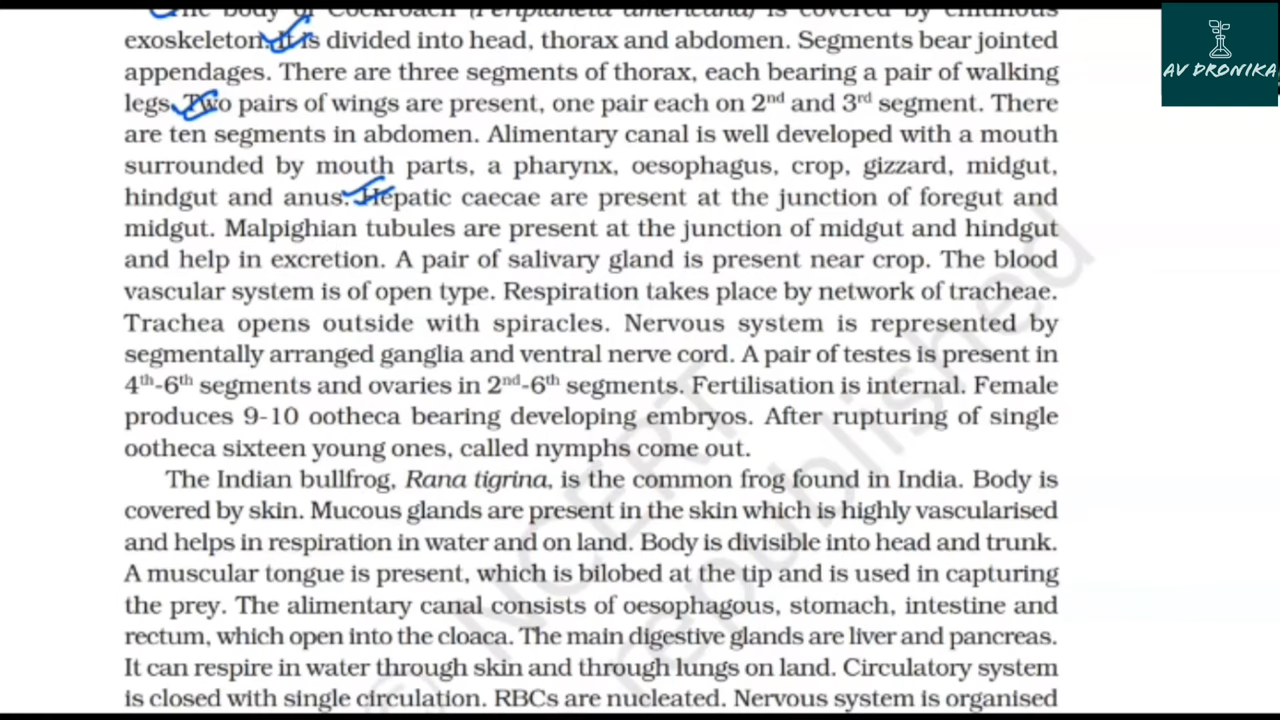 The body of Cockroach (Periplaneta americana) is covered by chitinous
exoskeleton. It is divided into head, thorax and abdomen. Segments bear jointed
appendages. There are three segments of thorax, each bearing a pair of walking
legs. Two pairs of wings are present, one pair each on 2nd and 3rd segment. There
are ten segments in abdomen. Alimentary canal is well developed with a mouth
surrounded by mouth parts, a pharynx, oesophagus, crop, gizzard, midgut,
hindgut and anus. Hepatic caecae are present at the junction of foregut and
midgut. Malpighian tubules are present at the junction of midgut and hindgut
and help in excretion. A pair of salivary gland is present near crop. The blood
vascular system is of open type. Respiration takes place by network of tracheae.
Trachea opens outside with spiracles. Nervous system is represented by
segmentally arranged ganglia and ventral nerve cord. A pair of testes is present in
4th-6th segments and ovaries in 2nd-6th segments. Fertilisation is internal. Female
produces 9-10 ootheca bearing developing embryos. After rupturing of single
ootheca sixteen young ones, called nymphs come out.
The Indian bullfrog, Rana tigrina, is the common frog found in India. Body is
covered by skin. Mucous glands are present in the skin which is highly vascularised
and helps in respiration in water and on land. Body is divisible into head and trunk.
A muscular tongue is present, which is bilobed at the tip and is used in capturing
the prey. The alimentary canal consists of oesophagous, stomach, intestine and
rectum, which open into the cloaca. The main digestive glands are liver and pancreas.
It can respire in water through skin and through lungs on land. Circulatory system
is closed with single circulation. RBCs are nucleated. Nervous system is organised
AV DRONIKA
© NCERT
republished